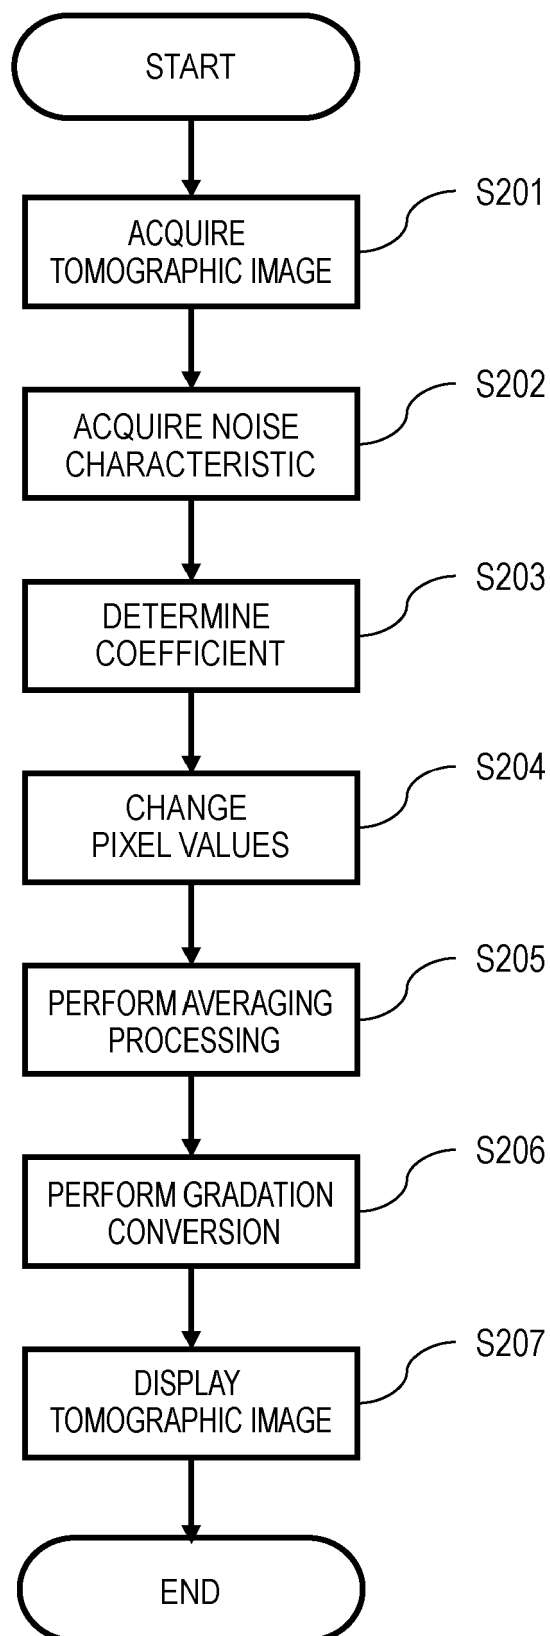 START
S201
ACQUIRE
TOMOGRAPHIC IMAGE
S202
ACQUIRE NOISE
CHARACTERISTIC
S203
DETERMINE
COEFFICIENT
S204
CHANGE
PIXEL VALUES
S205
PERFORM AVERAGING
PROCESSING
S206
PERFORM GRADATION
CONVERSION
S207
DISPLAY
TOMOGRAPHIC IMAGE
END